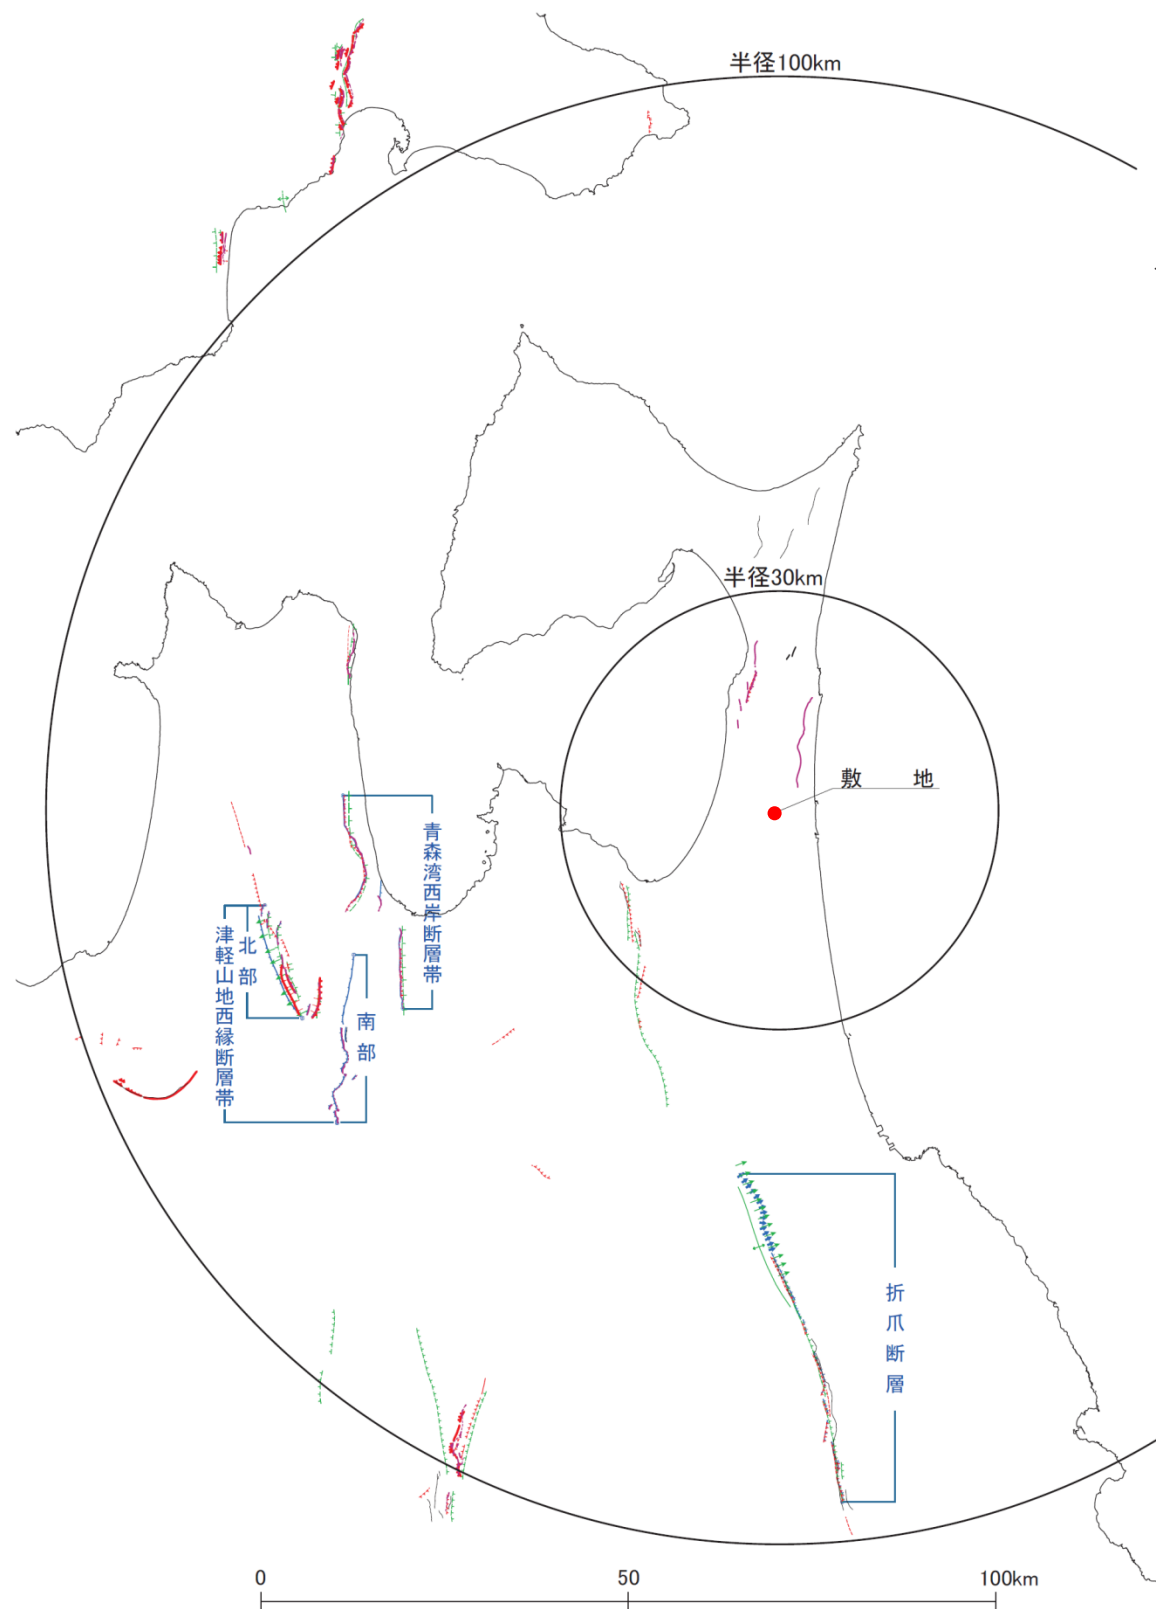 半径100km
半径30km
敷 地
青森湾西岸断層帯
津軽山地西縁断層帯
北部
南部
折爪断層
0 50 100km